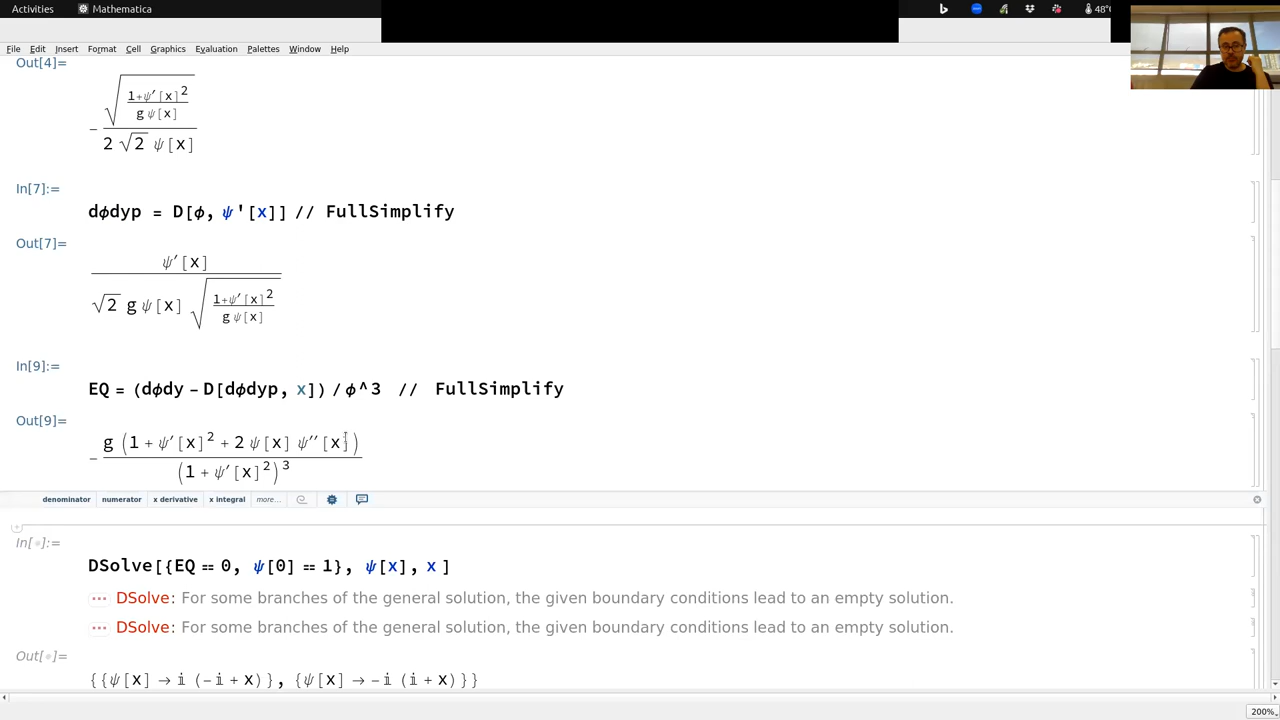 Activities Mathematica 48°C
File Edit Insert Format Cell Graphics Evaluation Palettes Window Help
Out[4]=
- √((1+ψ′[x]^2)/(g ψ[x])) / (2 √2 ψ[x])
In[7]:=
dϕdyp = D[ϕ, ψ'[x]] // FullSimplify
Out[7]=
ψ′[x] / (√2 g ψ[x] √((1+ψ′[x]^2)/(g ψ[x])))
In[9]:=
EQ = (dϕdy - D[dϕdyp, x]) / ϕ^3 // FullSimplify
Out[9]=
- g (1 + ψ′[x]^2 + 2 ψ[x] ψ′′[x]) / (1 + ψ′[x]^2)^3
denominator numerator x derivative x integral more...
In[∘]:=
DSolve[{EQ == 0, ψ[0] == 1}, ψ[x], x ]
... DSolve: For some branches of the general solution, the given boundary conditions lead to an empty solution.
... DSolve: For some branches of the general solution, the given boundary conditions lead to an empty solution.
Out[∘]=
{{ψ[x] → i (-i + x)}, {ψ[x] → -i (i + x)}}
200%